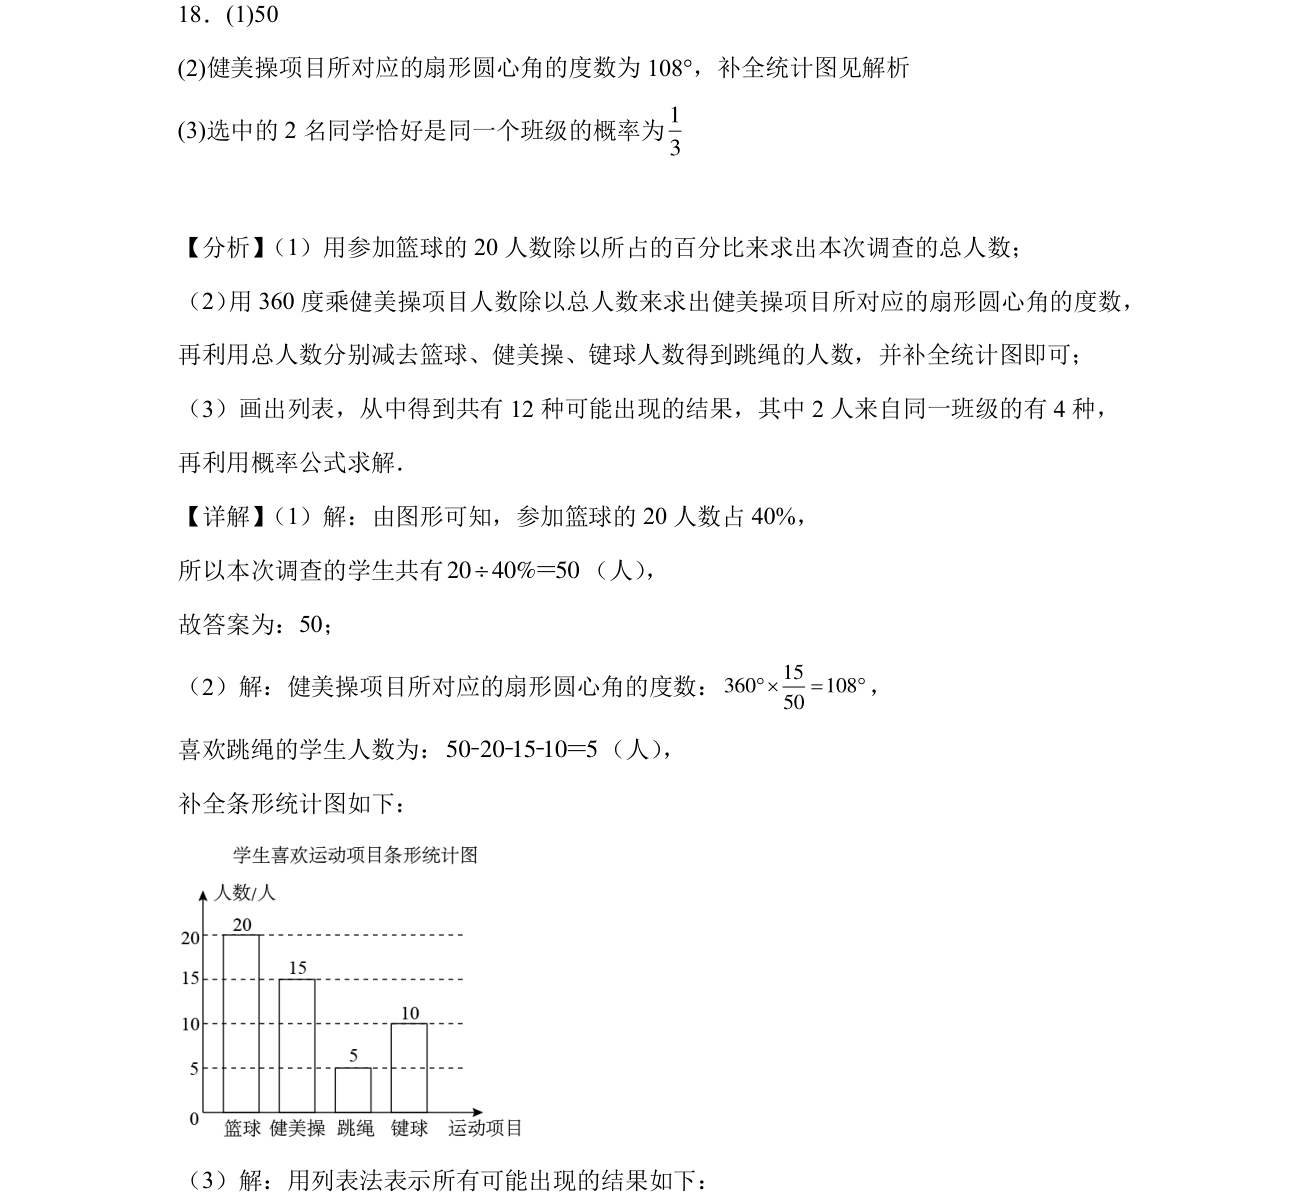 18．(1)50
(2)健美操项目所对应的扇形圆心角的度数为 108°，补全统计图见解析
(3)选中的 2 名同学恰好是同一个班级的概率为 1/3
【分析】（1）用参加篮球的 20 人数除以所占的百分比来求出本次调查的总人数；
（2）用 360 度乘健美操项目人数除以总人数来求出健美操项目所对应的扇形圆心角的度数，
再利用总人数分别减去篮球、健美操、键球人数得到跳绳的人数，并补全统计图即可；
（3）画出列表，从中得到共有 12 种可能出现的结果，其中 2 人来自同一班级的有 4 种，
再利用概率公式求解．
【详解】（1）解：由图形可知，参加篮球的 20 人数占 40%，
所以本次调查的学生共有 20÷40%=50（人），
故答案为：50；
（2）解：健美操项目所对应的扇形圆心角的度数：360°×15/50=108°，
喜欢跳绳的学生人数为：50-20-15-10=5（人），
补全条形统计图如下：
学生喜欢运动项目条形统计图
人数/人
20
20
15
15
10
10
5
5
0
篮球 健美操 跳绳 键球 运动项目
（3）解：用列表法表示所有可能出现的结果如下：